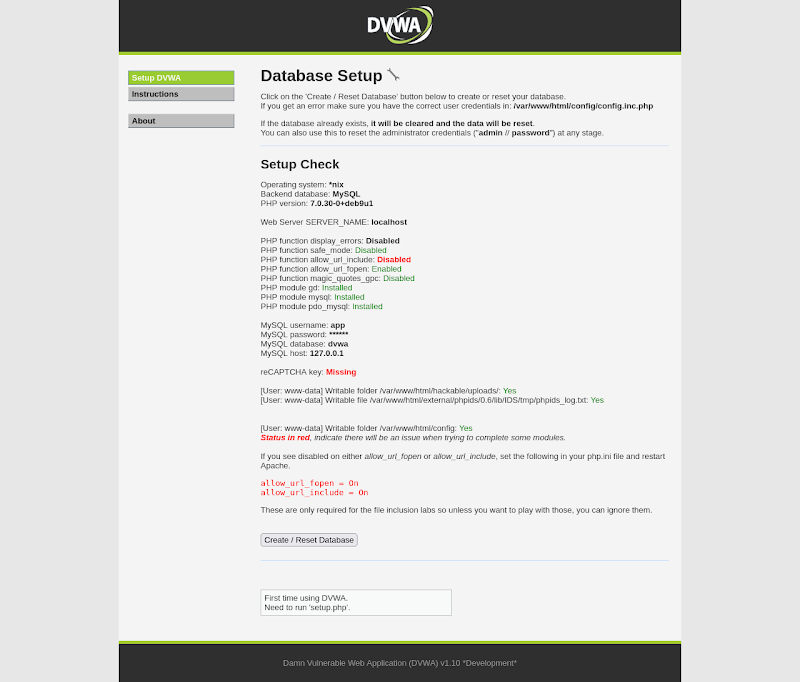 DVWA
Setup DVWA
Instructions
About
Database Setup
Click on the 'Create / Reset Database' button below to create or reset your database.
If you get an error make sure you have the correct user credentials in: /var/www/html/config/config.inc.php
If the database already exists, it will be cleared and the data will be reset.
You can also use this to reset the administrator credentials ("admin // password") at any stage.
Setup Check
Operating system: *nix
Backend database: MySQL
PHP version: 7.0.30-0+deb9u1
Web Server SERVER_NAME: localhost
PHP function display_errors: Disabled
PHP function safe_mode: Disabled
PHP function allow_url_include: Disabled
PHP function allow_url_fopen: Enabled
PHP function magic_quotes_gpc: Disabled
PHP module gd: Installed
PHP module mysql: Installed
PHP module pdo_mysql: Installed
MySQL username: app
MySQL password: ******
MySQL database: dvwa
MySQL host: 127.0.0.1
reCAPTCHA key: Missing
[User: www-data] Writable folder /var/www/html/hackable/uploads/: Yes
[User: www-data] Writable file /var/www/html/external/phpids/0.6/lib/IDS/tmp/phpids_log.txt: Yes
[User: www-data] Writable folder /var/www/html/config: Yes
Status in red, indicate there will be an issue when trying to complete some modules.
If you see disabled on either allow_url_fopen or allow_url_include, set the following in your php.ini file and restart
Apache.
allow_url_fopen = On
allow_url_include = On
These are only required for the file inclusion labs so unless you want to play with those, you can ignore them.
Create / Reset Database
First time using DVWA.
Need to run 'setup.php'.
Damn Vulnerable Web Application (DVWA) v1.10 *Development*